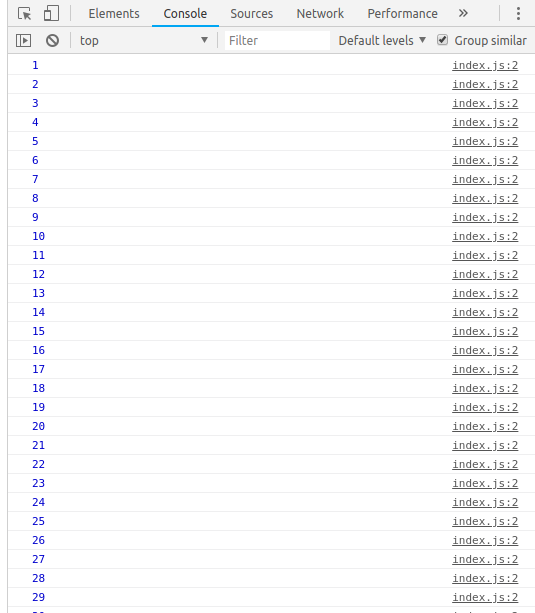 Elements Console Sources Network Performance »
top Filter Default levels Group similar
1 index.js:2
2 index.js:2
3 index.js:2
4 index.js:2
5 index.js:2
6 index.js:2
7 index.js:2
8 index.js:2
9 index.js:2
10 index.js:2
11 index.js:2
12 index.js:2
13 index.js:2
14 index.js:2
15 index.js:2
16 index.js:2
17 index.js:2
18 index.js:2
19 index.js:2
20 index.js:2
21 index.js:2
22 index.js:2
23 index.js:2
24 index.js:2
25 index.js:2
26 index.js:2
27 index.js:2
28 index.js:2
29 index.js:2